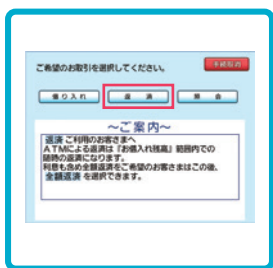 ご希望のお取引を選択してください。
手続取消
借り入れ
返 済
照 会
～ご案内～
返済 ご利用のお客さまへ
ＡＴＭによる返済は「お借入れ残高」範囲内での
随時の返済になります。
利息も含め全額返済をご希望のお客さまはこの後、
全額返済 を選択できます。